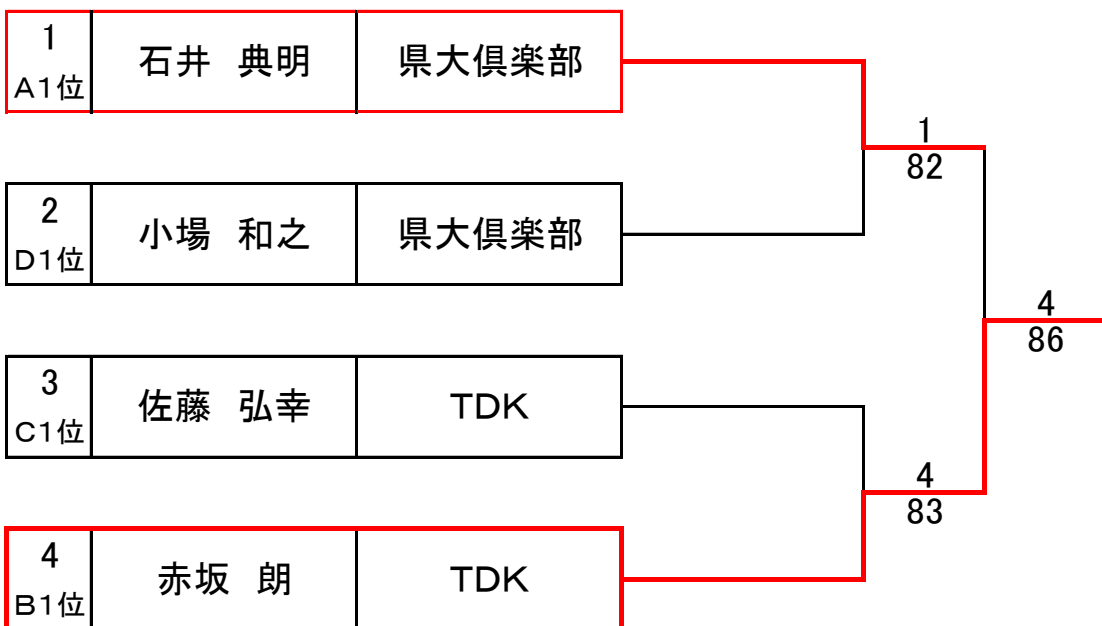 1
A1位
石井 典明
県大倶楽部
1
82
2
D1位
小場 和之
県大倶楽部
4
86
3
C1位
佐藤 弘幸
TDK
4
83
4
B1位
赤坂 朗
TDK